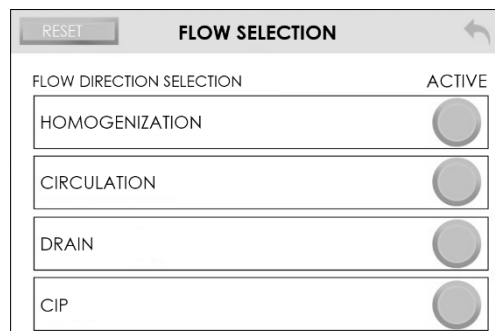 RESET
FLOW SELECTION
FLOW DIRECTION SELECTION
ACTIVE
HOMOGENIZATION
CIRCULATION
DRAIN
CIP